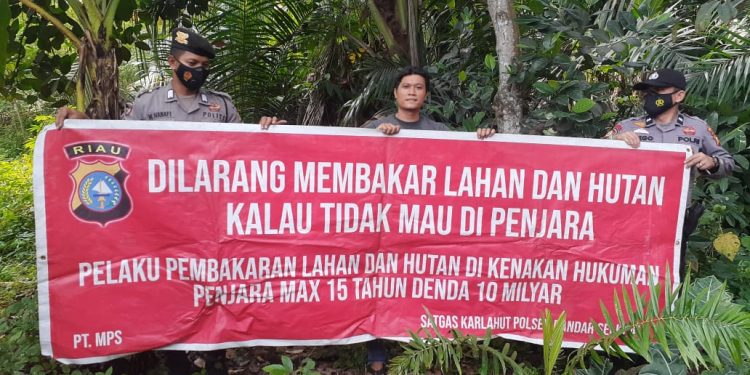 RIAU
DILARANG MEMBAKAR LAHAN DAN HUTAN
KALAU TIDAK MAU DI PENJARA
PELAKU PEMBAKARAN LAHAN DAN HUTAN DI KENAKAN HUKUMAN
PENJARA MAX 15 TAHUN DENDA 10 MILYAR
SATGAS KARLAHUT
PT. MPS